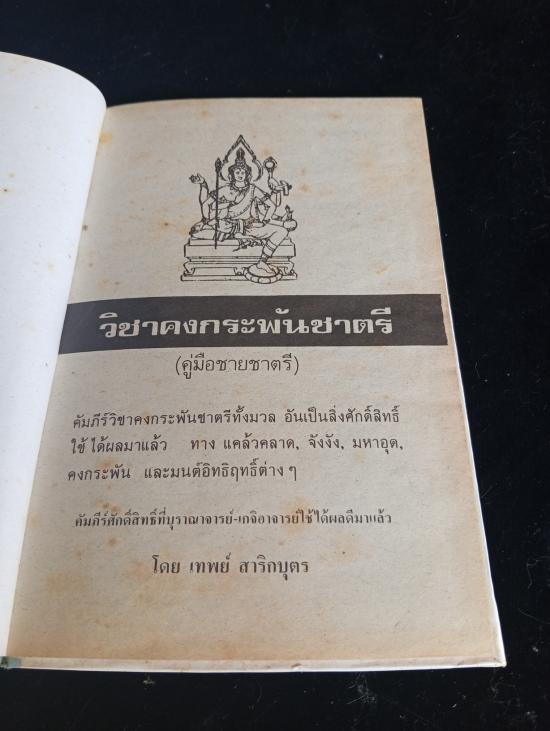 วิชาคงกระพันชาตรี
(คู่มือชายชาตรี)
คัมภีร์วิชาคงกระพันชาตรีทั้งมวล อันเป็นสิ่งศักดิ์สิทธิ์
ใช้ได้ผลมาแล้ว ทาง แคล้วคลาด, จังงัง, มหาอุด,
คงกระพัน และมนต์อิทธิฤทธิ์ต่าง ๆ
คัมภีร์ศักดิ์สิทธิ์ที่บุราณาจารย์-เกจิอาจารย์ใช้ได้ผลดีมาแล้ว
โดย เทพย์ สาริกบุตร